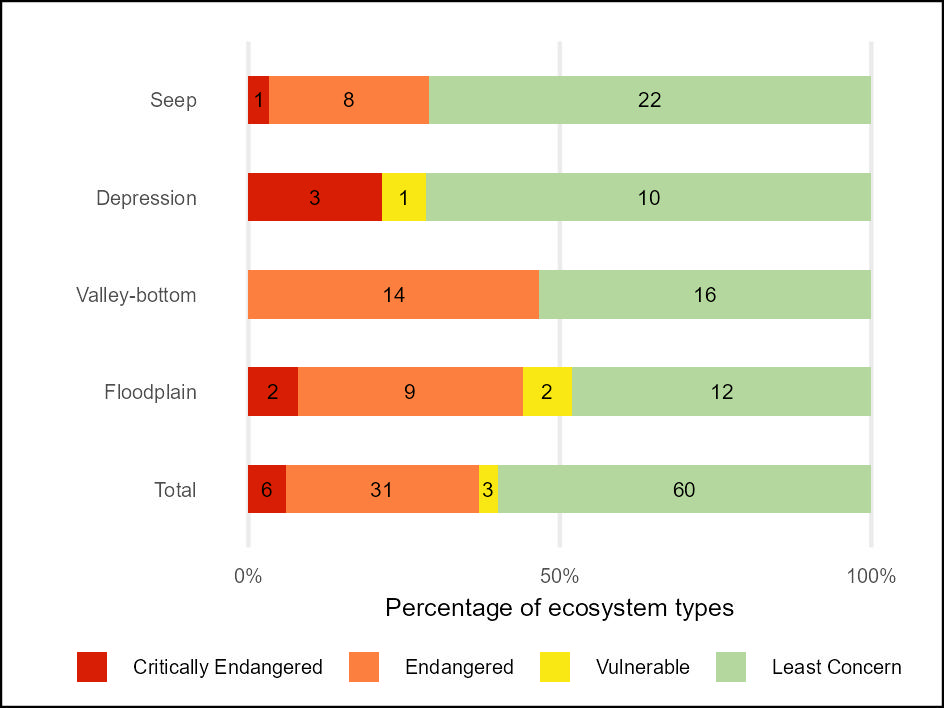 Seep 1 8 22
Depression 3 1 10
Valley-bottom 14 16
Floodplain 2 9 2 12
Total 6 31 3 60
0% 50% 100%
Percentage of ecosystem types
Critically Endangered Endangered Vulnerable Least Concern